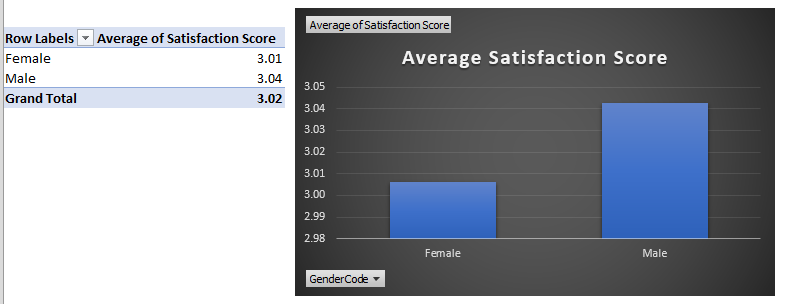 Row Labels Average of Satisfaction Score
Female 3.01
Male 3.04
Grand Total 3.02
Average of Satisfaction Score
Average Satisfaction Score
3.05
3.04
3.03
3.02
3.01
3.00
2.99
2.98
Female Male
GenderCode